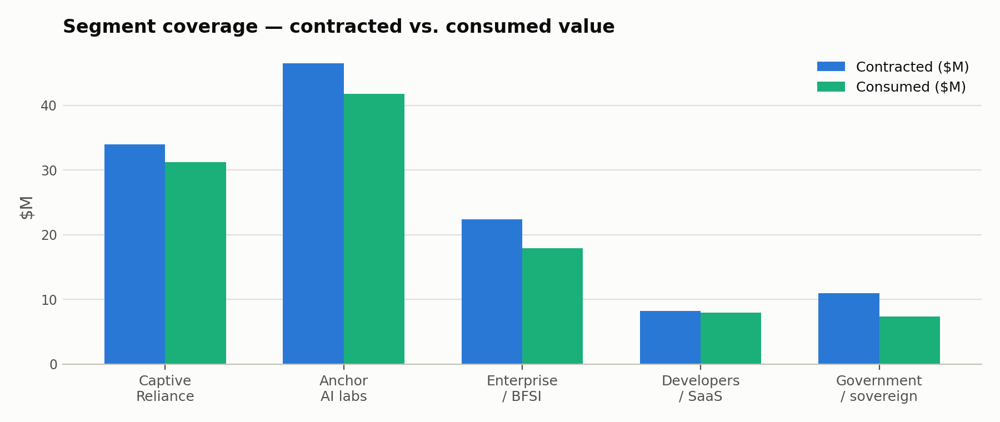 Segment coverage — contracted vs. consumed value
Contracted ($M)
Consumed ($M)
$M
40
30
20
10
0
Captive
Reliance
Anchor
AI labs
Enterprise
/ BFSI
Developers
/ SaaS
Government
/ sovereign